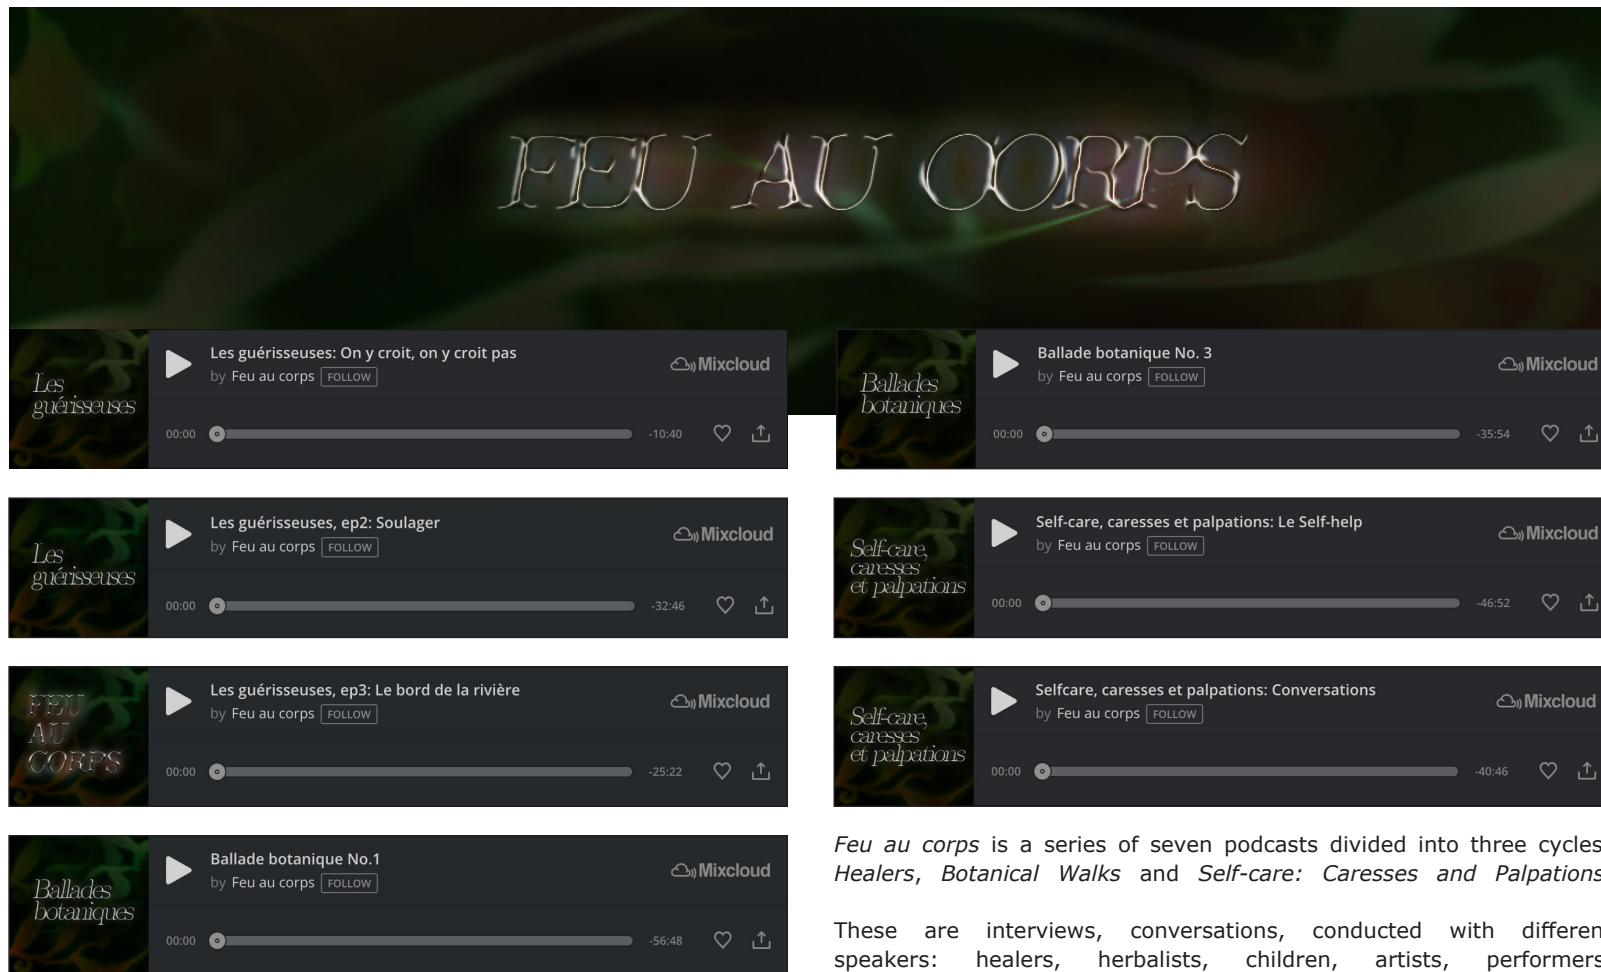 FEU AU CORPS
Les
guérisseuses
Les guérisseuses: On y croit, on y croit pas
by Feu au corps FOLLOW
Mixcloud
00:00
-10:40
Les
guérisseuses
Les guérisseuses, ep2: Soulager
by Feu au corps FOLLOW
Mixcloud
00:00
-32:46
FEU
AU
CORPS
Les guérisseuses, ep3: Le bord de la rivière
by Feu au corps FOLLOW
Mixcloud
00:00
-25:22
Ballades
botaniques
Ballade botanique No.1
by Feu au corps FOLLOW
Mixcloud
00:00
-56:48
Ballades
botaniques
Ballade botanique No. 3
by Feu au corps FOLLOW
Mixcloud
00:00
-35:54
Self-care,
caresses
et palpations
Self-care, caresses et palpations: Le Self-help
by Feu au corps FOLLOW
Mixcloud
00:00
-46:52
Self-care,
caresses
et palpations
Selfcare, caresses et palpations: Conversations
by Feu au corps FOLLOW
Mixcloud
00:00
-40:46
Feu au corps is a series of seven podcasts divided into three cycles
Healers, Botanical Walks and Self-care: Caresses and Palpations
These are interviews, conversations, conducted with differen
speakers: healers, herbalists, children, artists, performers